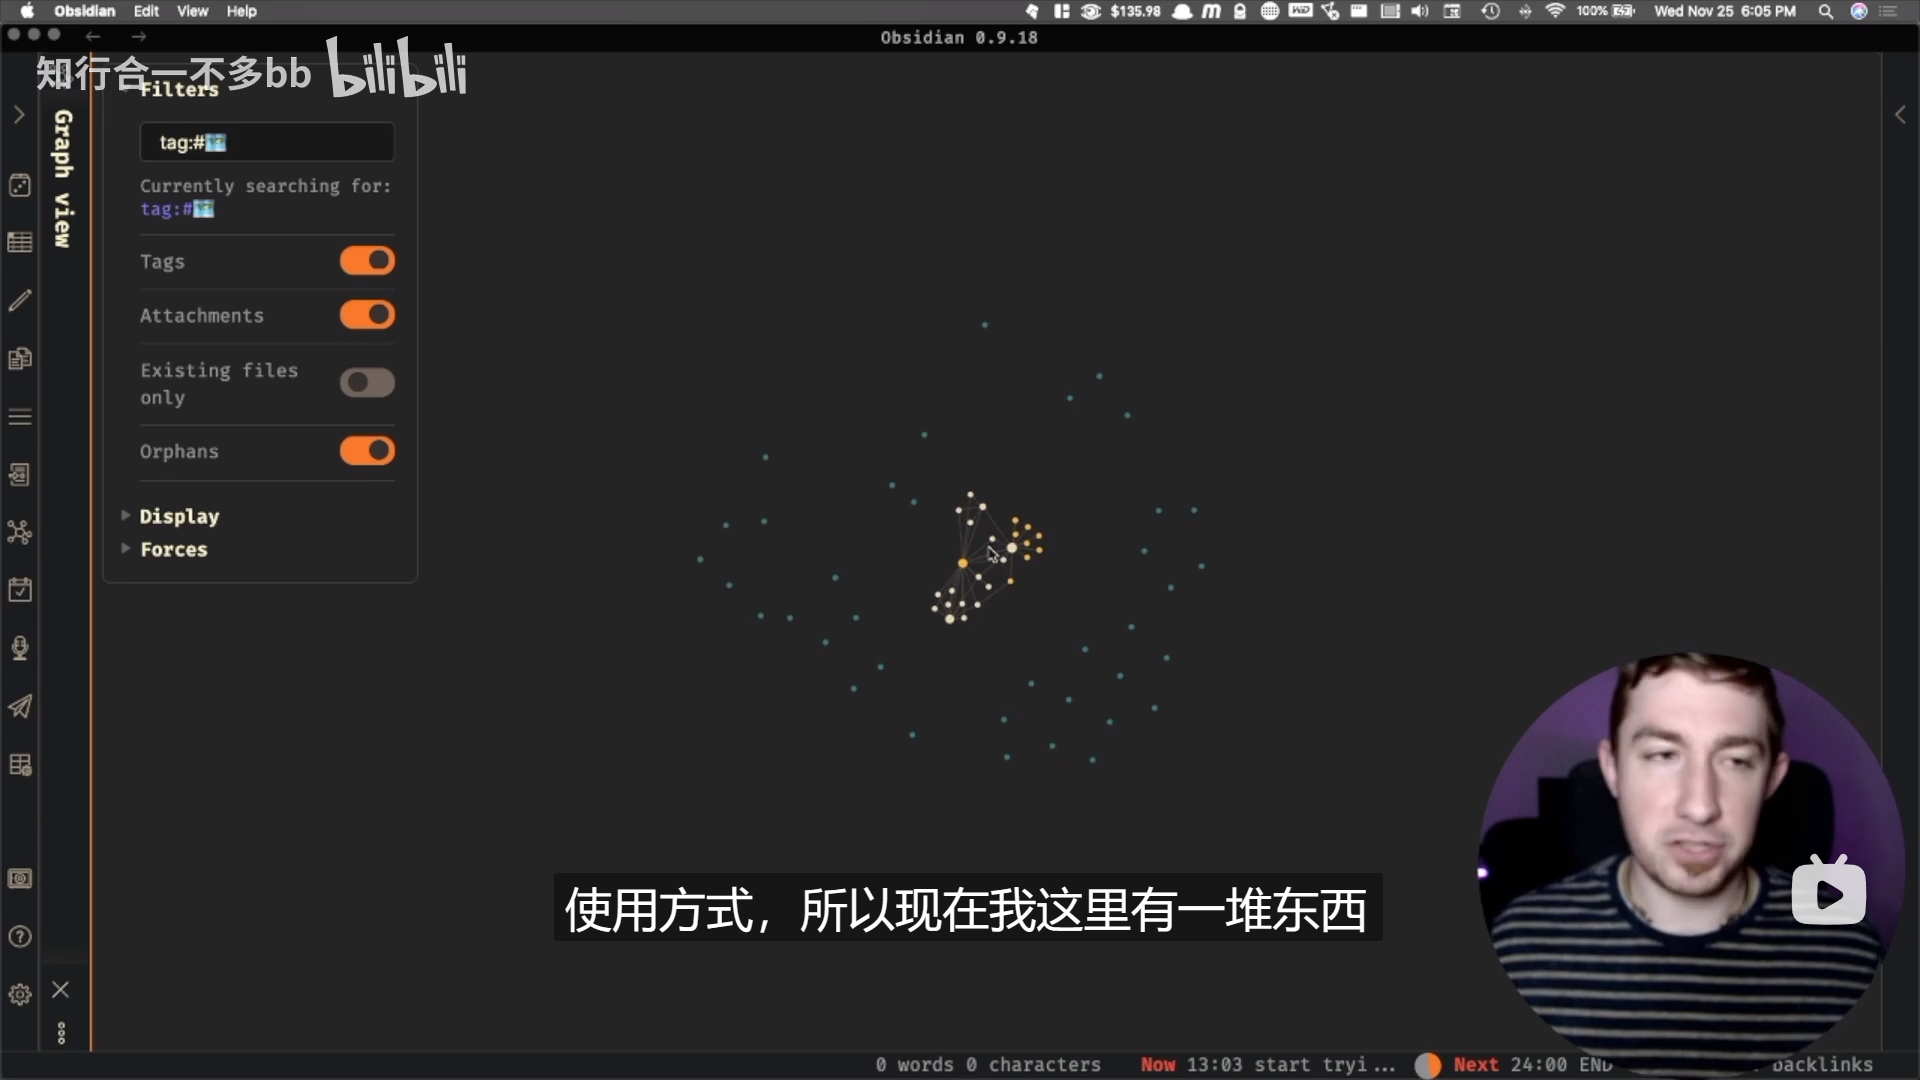 Obsidian Edit View Help
$135.98
100%
Wed Nov 25 6:05 PM
Obsidian 0.9.18
知行合一不多bb bilibili
Graph view
Filters
tag:#🗺️
Currently searching for:
tag:#🗺️
Tags
Attachments
Existing files
only
Orphans
Display
Forces
使用方式，所以现在我这里有一堆东西
0 words 0 characters
Now 13:03 start tryi...
Next 24:00 END
backlinks